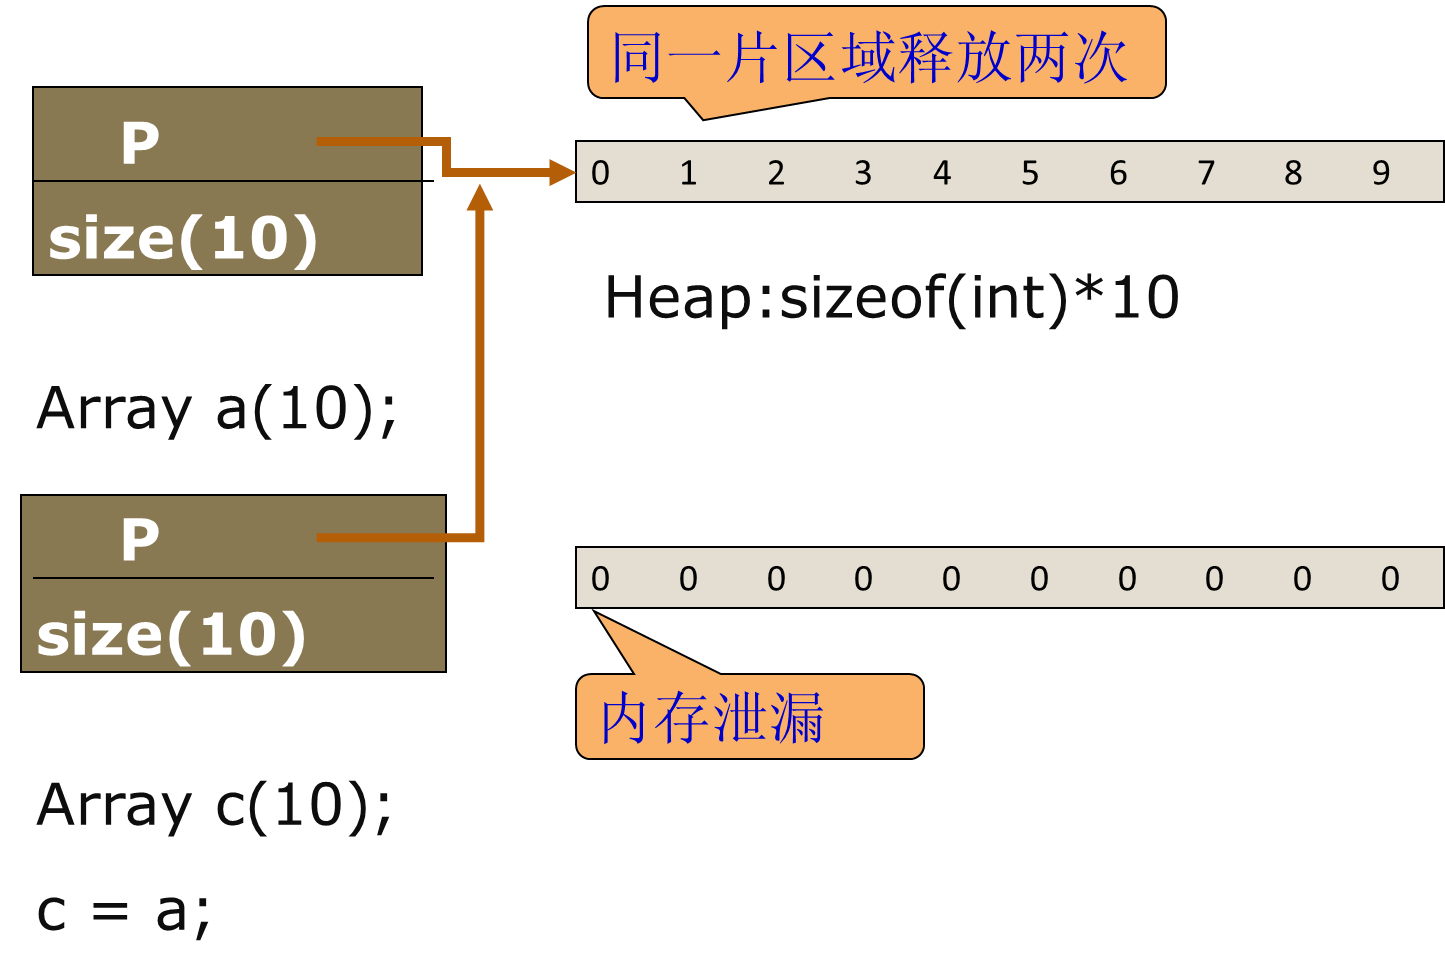 同一片区域释放两次
P
0 1 2 3 4 5 6 7 8 9
size(10)
Heap:sizeof(int)*10
Array a(10);
P
0 0 0 0 0 0 0 0 0 0
size(10)
内存泄漏
Array c(10);
c = a;